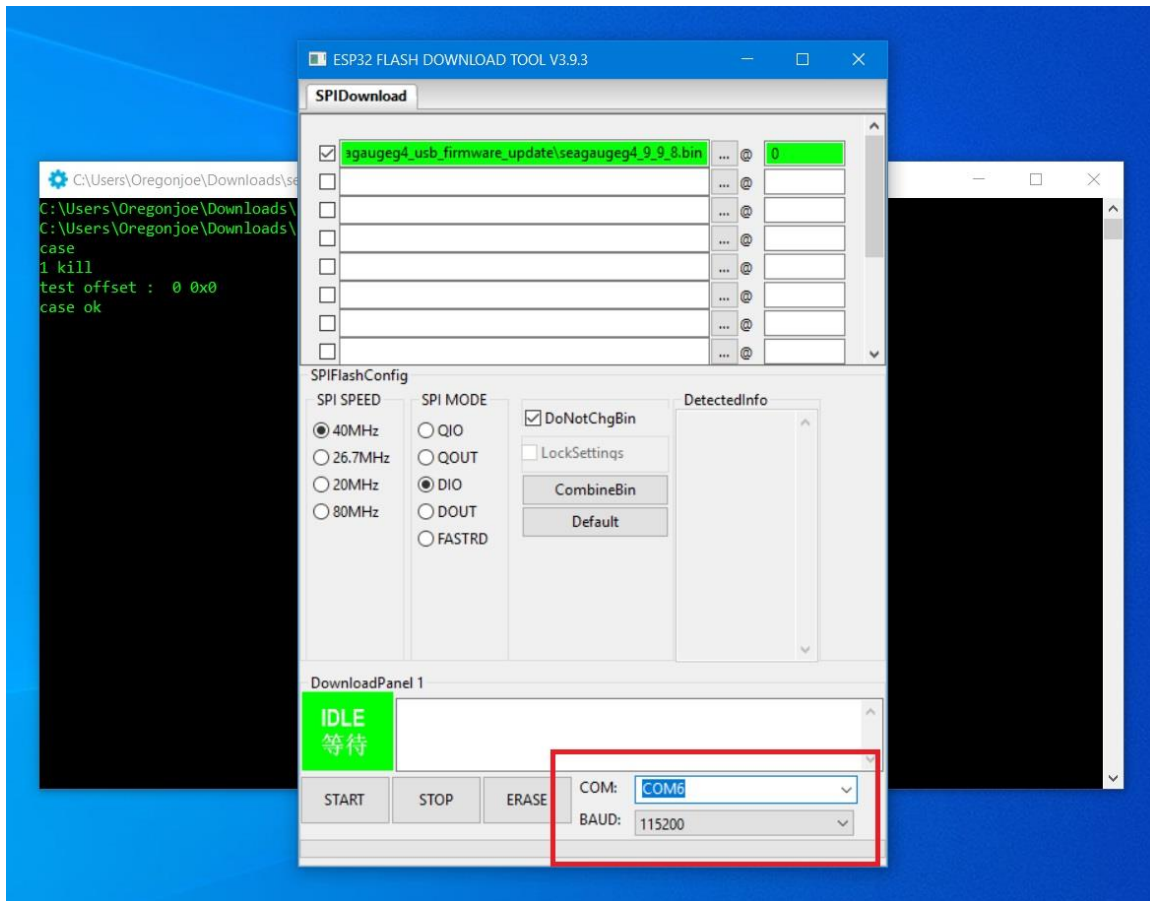 ESP32 FLASH DOWNLOAD TOOL V3.9.3
SPIDownload
agaugeg4_usb_firmware_update\seagaugeg4_9_9_8.bin ... @ 0
... @
... @
... @
... @
... @
... @
... @
C:\Users\Oregonjoe\Downloads\se
C:\Users\Oregonjoe\Downloads\
C:\Users\Oregonjoe\Downloads\
case
1 kill
test offset :  0 0x0
case ok
SPIFlashConfig
SPI SPEED
40MHz
26.7MHz
20MHz
80MHz
SPI MODE
QIO
QOUT
DIO
DOUT
FASTRD
DoNotChgBin
LockSettings
CombineBin
Default
DetectedInfo
DownloadPanel 1
IDLE
等待
START STOP ERASE
COM: COM6
BAUD: 115200